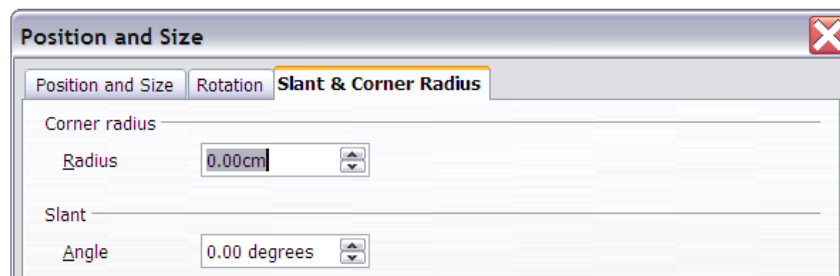 Position and Size
Position and Size Rotation Slant & Corner Radius
Corner radius
Radius 0.00cm
Slant
Angle 0.00 degrees